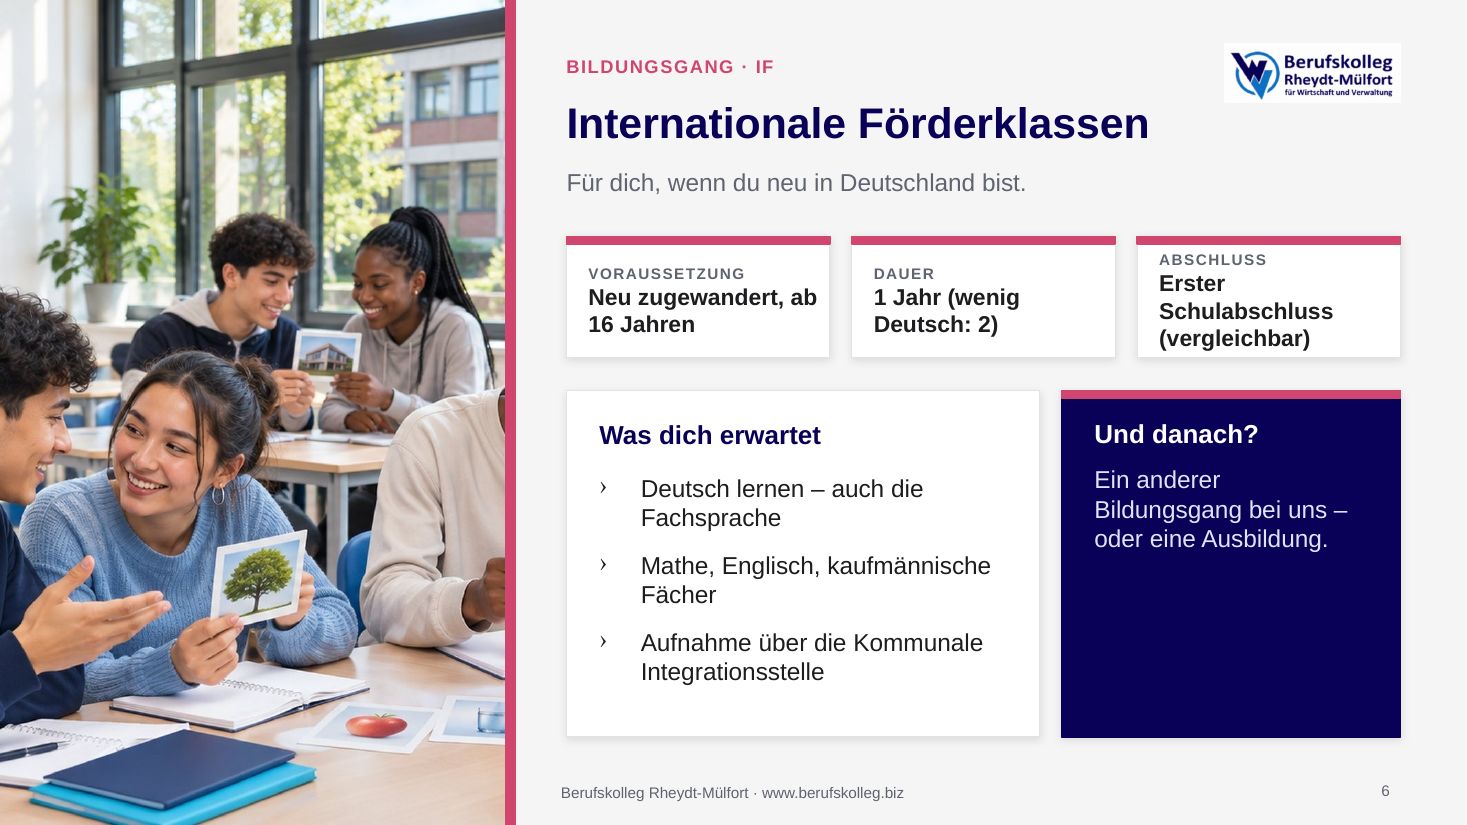 BILDUNGSGANG · IF
Berufskolleg
Rheydt-Mülfort
für Wirtschaft und Verwaltung
Internationale Förderklassen
Für dich, wenn du neu in Deutschland bist.
VORAUSSETZUNG
Neu zugewandert, ab
16 Jahren
DAUER
1 Jahr (wenig
Deutsch: 2)
ABSCHLUSS
Erster
Schulabschluss
(vergleichbar)
Was dich erwartet
› Deutsch lernen – auch die
Fachsprache
› Mathe, Englisch, kaufmännische
Fächer
› Aufnahme über die Kommunale
Integrationsstelle
Und danach?
Ein anderer
Bildungsgang bei uns –
oder eine Ausbildung.
Berufskolleg Rheydt-Mülfort · www.berufskolleg.biz
6